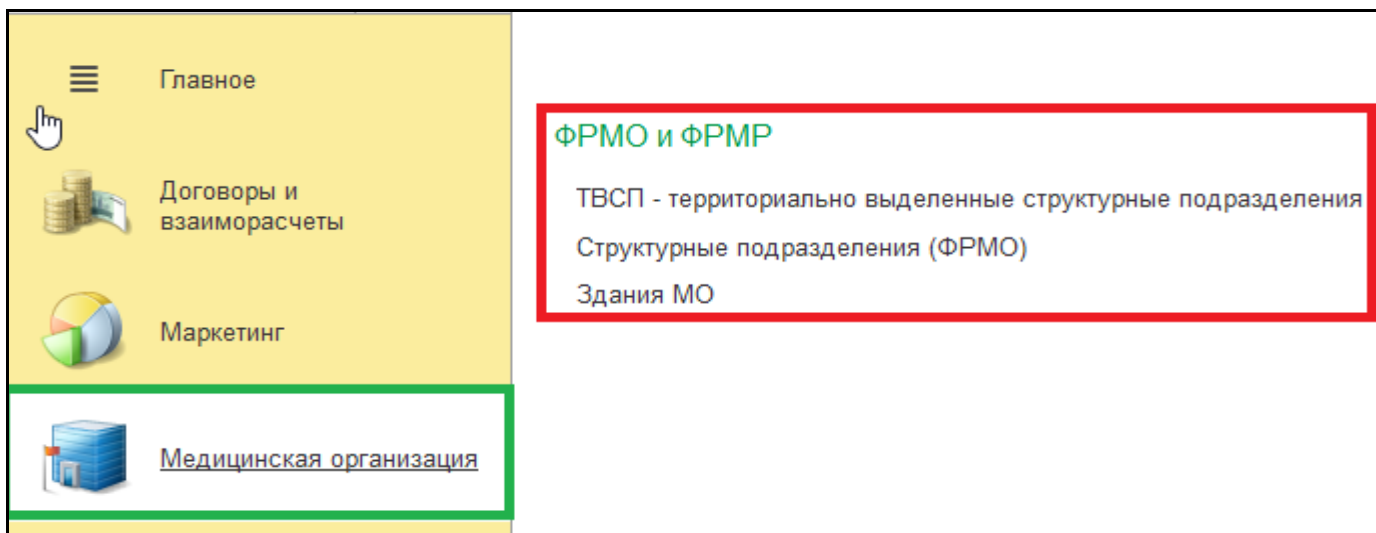 Главное
Договоры и
взаиморасчеты
Маркетинг
Медицинская организация
ФРМО и ФРМР
ТВСП - территориально выделенные структурные подразделения
Структурные подразделения (ФРМО)
Здания МО